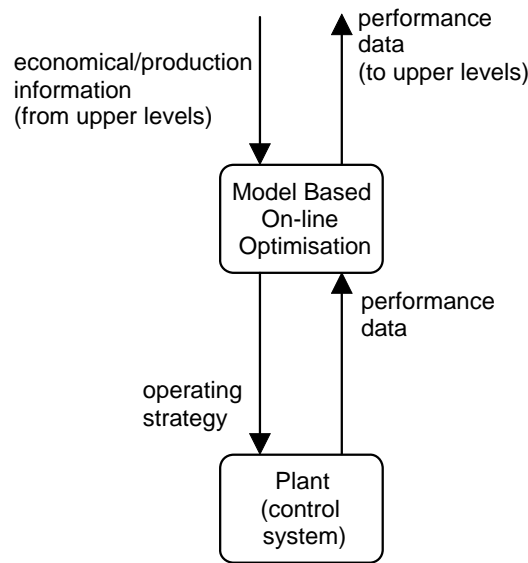 economical/production
information
(from upper levels)
performance
data
(to upper levels)
Model Based
On-line
Optimisation
performance
data
operating
strategy
Plant
(control
system)